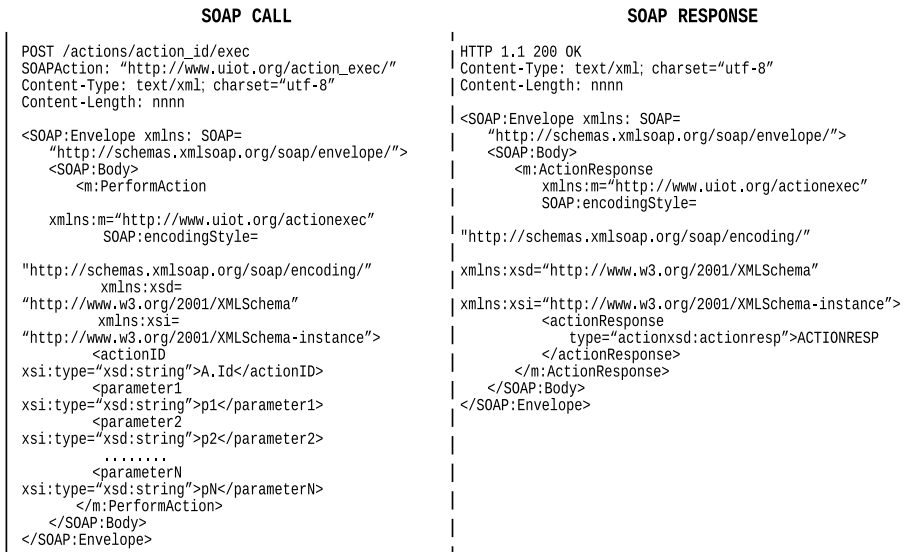 SOAP CALL
POST /actions/action_id/exec
SOAPAction: “http://www.uiot.org/action_exec/”
Content-Type: text/xml; charset=“utf-8”
Content-Length: nnnn
<SOAP:Envelope xmlns: SOAP=
“http://schemas.xmlsoap.org/soap/envelope/”>
<SOAP:Body>
<m:PerformAction
xmlns:m=“http://www.uiot.org/actionexec”
SOAP:encodingStyle=
"http://schemas.xmlsoap.org/soap/encoding/”
xmlns:xsd=
“http://www.w3.org/2001/XMLSchema”
xmlns:xsi=
“http://www.w3.org/2001/XMLSchema-instance”>
<actionID
xsi:type=“xsd:string”>A.Id</actionID>
<parameter1
xsi:type=“xsd:string”>p1</parameter1>
<parameter2
xsi:type=“xsd:string”>p2</parameter2>
........
<parameterN
xsi:type=“xsd:string”>pN</parameterN>
</m:PerformAction>
</SOAP:Body>
</SOAP:Envelope>
SOAP RESPONSE
HTTP 1.1 200 OK
Content-Type: text/xml; charset=“utf-8”
Content-Length: nnnn
<SOAP:Envelope xmlns: SOAP=
“http://schemas.xmlsoap.org/soap/envelope/”>
<SOAP:Body>
<m:ActionResponse
xmlns:m=“http://www.uiot.org/actionexec”
SOAP:encodingStyle=
"http://schemas.xmlsoap.org/soap/encoding/”
xmlns:xsd=“http://www.w3.org/2001/XMLSchema”
xmlns:xsi=“http://www.w3.org/2001/XMLSchema-instance”>
<actionResponse
type=“actionxsd:actionresp”>ACTIONRESP
</actionResponse>
</m:ActionResponse>
</SOAP:Body>
</SOAP:Envelope>